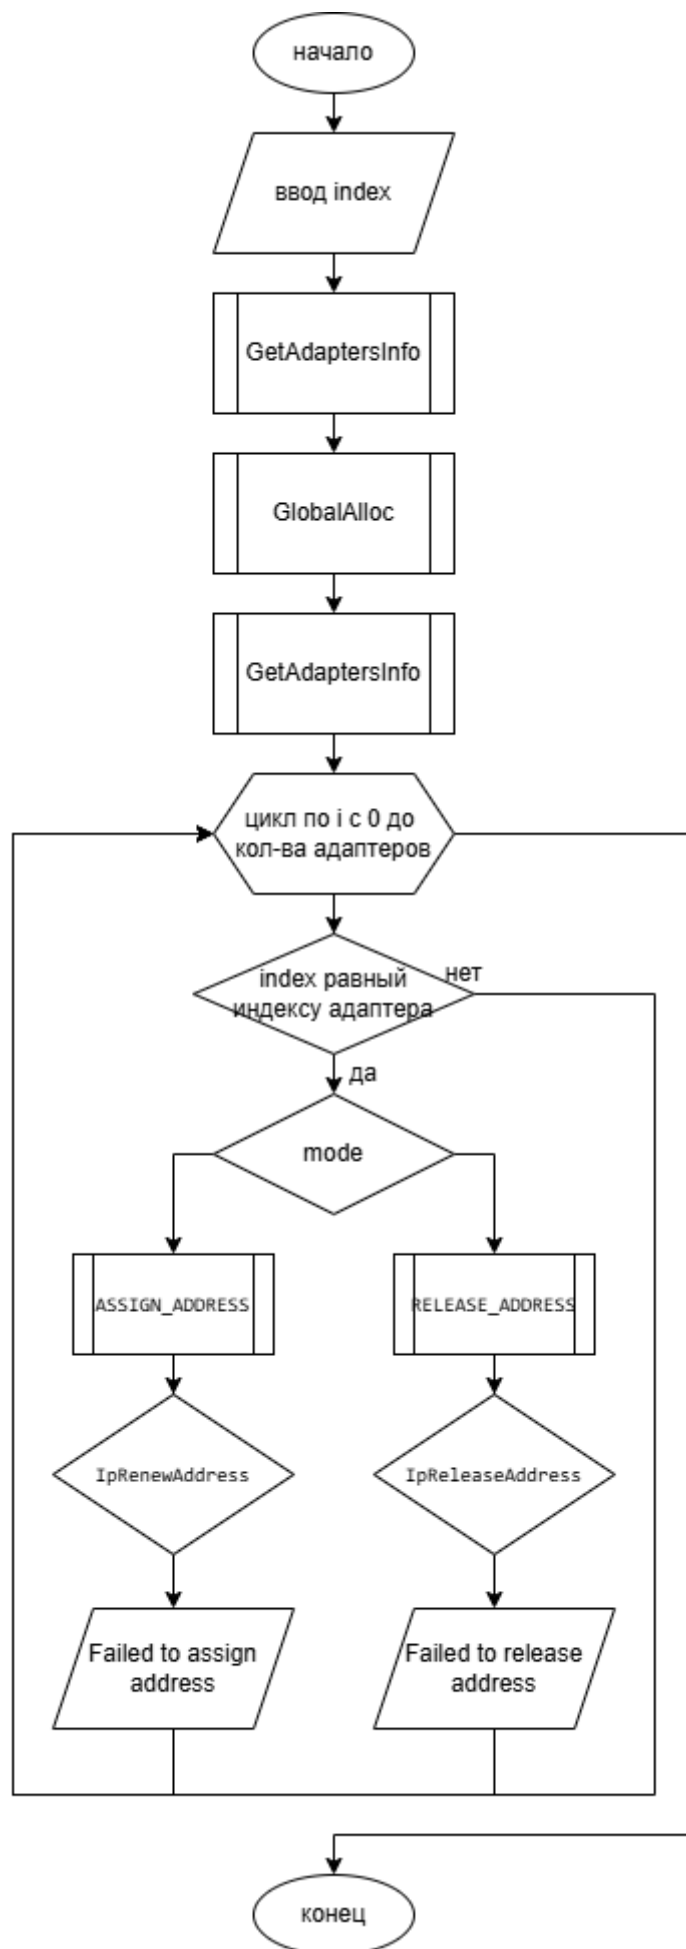 начало
ввод index
GetAdaptersInfo
GlobalAlloc
GetAdaptersInfo
цикл по i с 0 до
кол-ва адаптеров
index равный
индексу адаптера
нет
да
mode
ASSIGN_ADDRESS
RELEASE_ADDRESS
IpRenewAddress
IpReleaseAddress
Failed to assign
address
Failed to release
address
конец